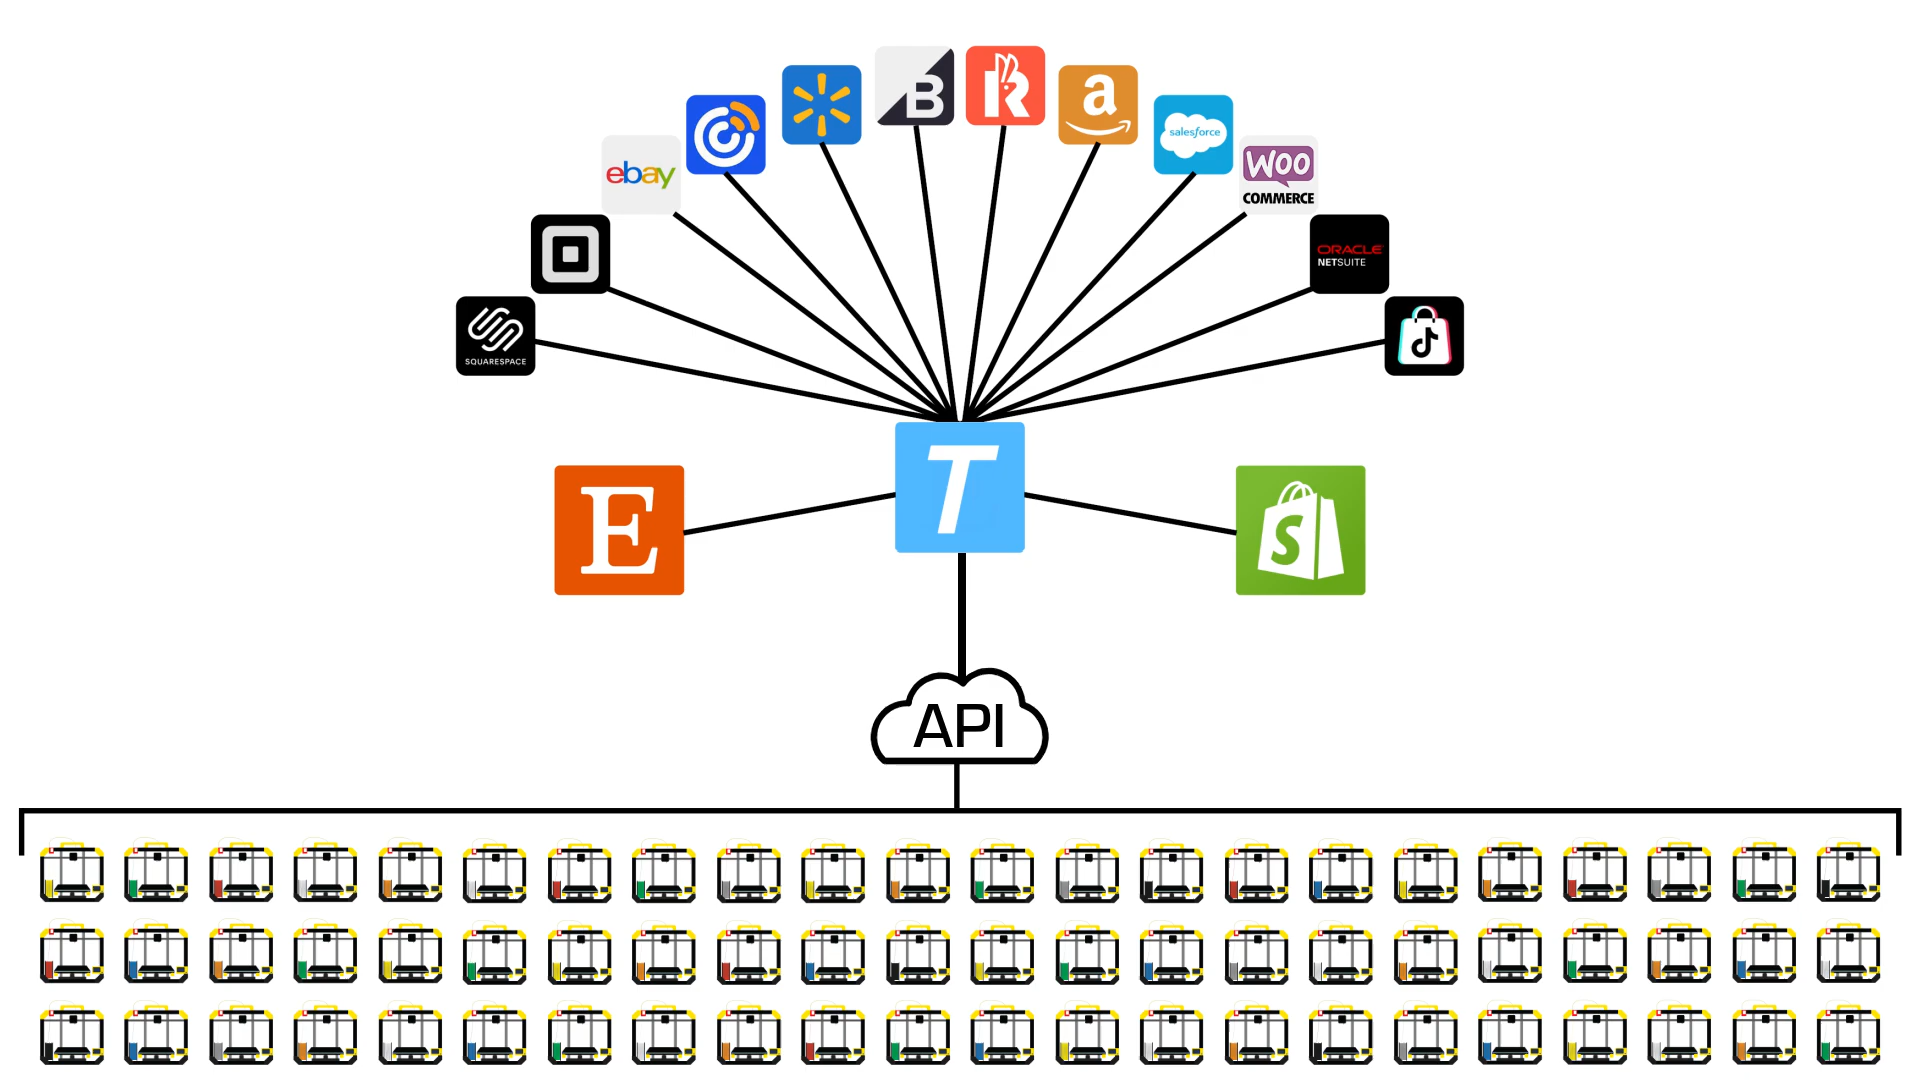 B
R
a
salesforce
ebay
WOO
COMMERCE
ORACLE
NETSUITE
SQUARESPACE
T
E
S
API